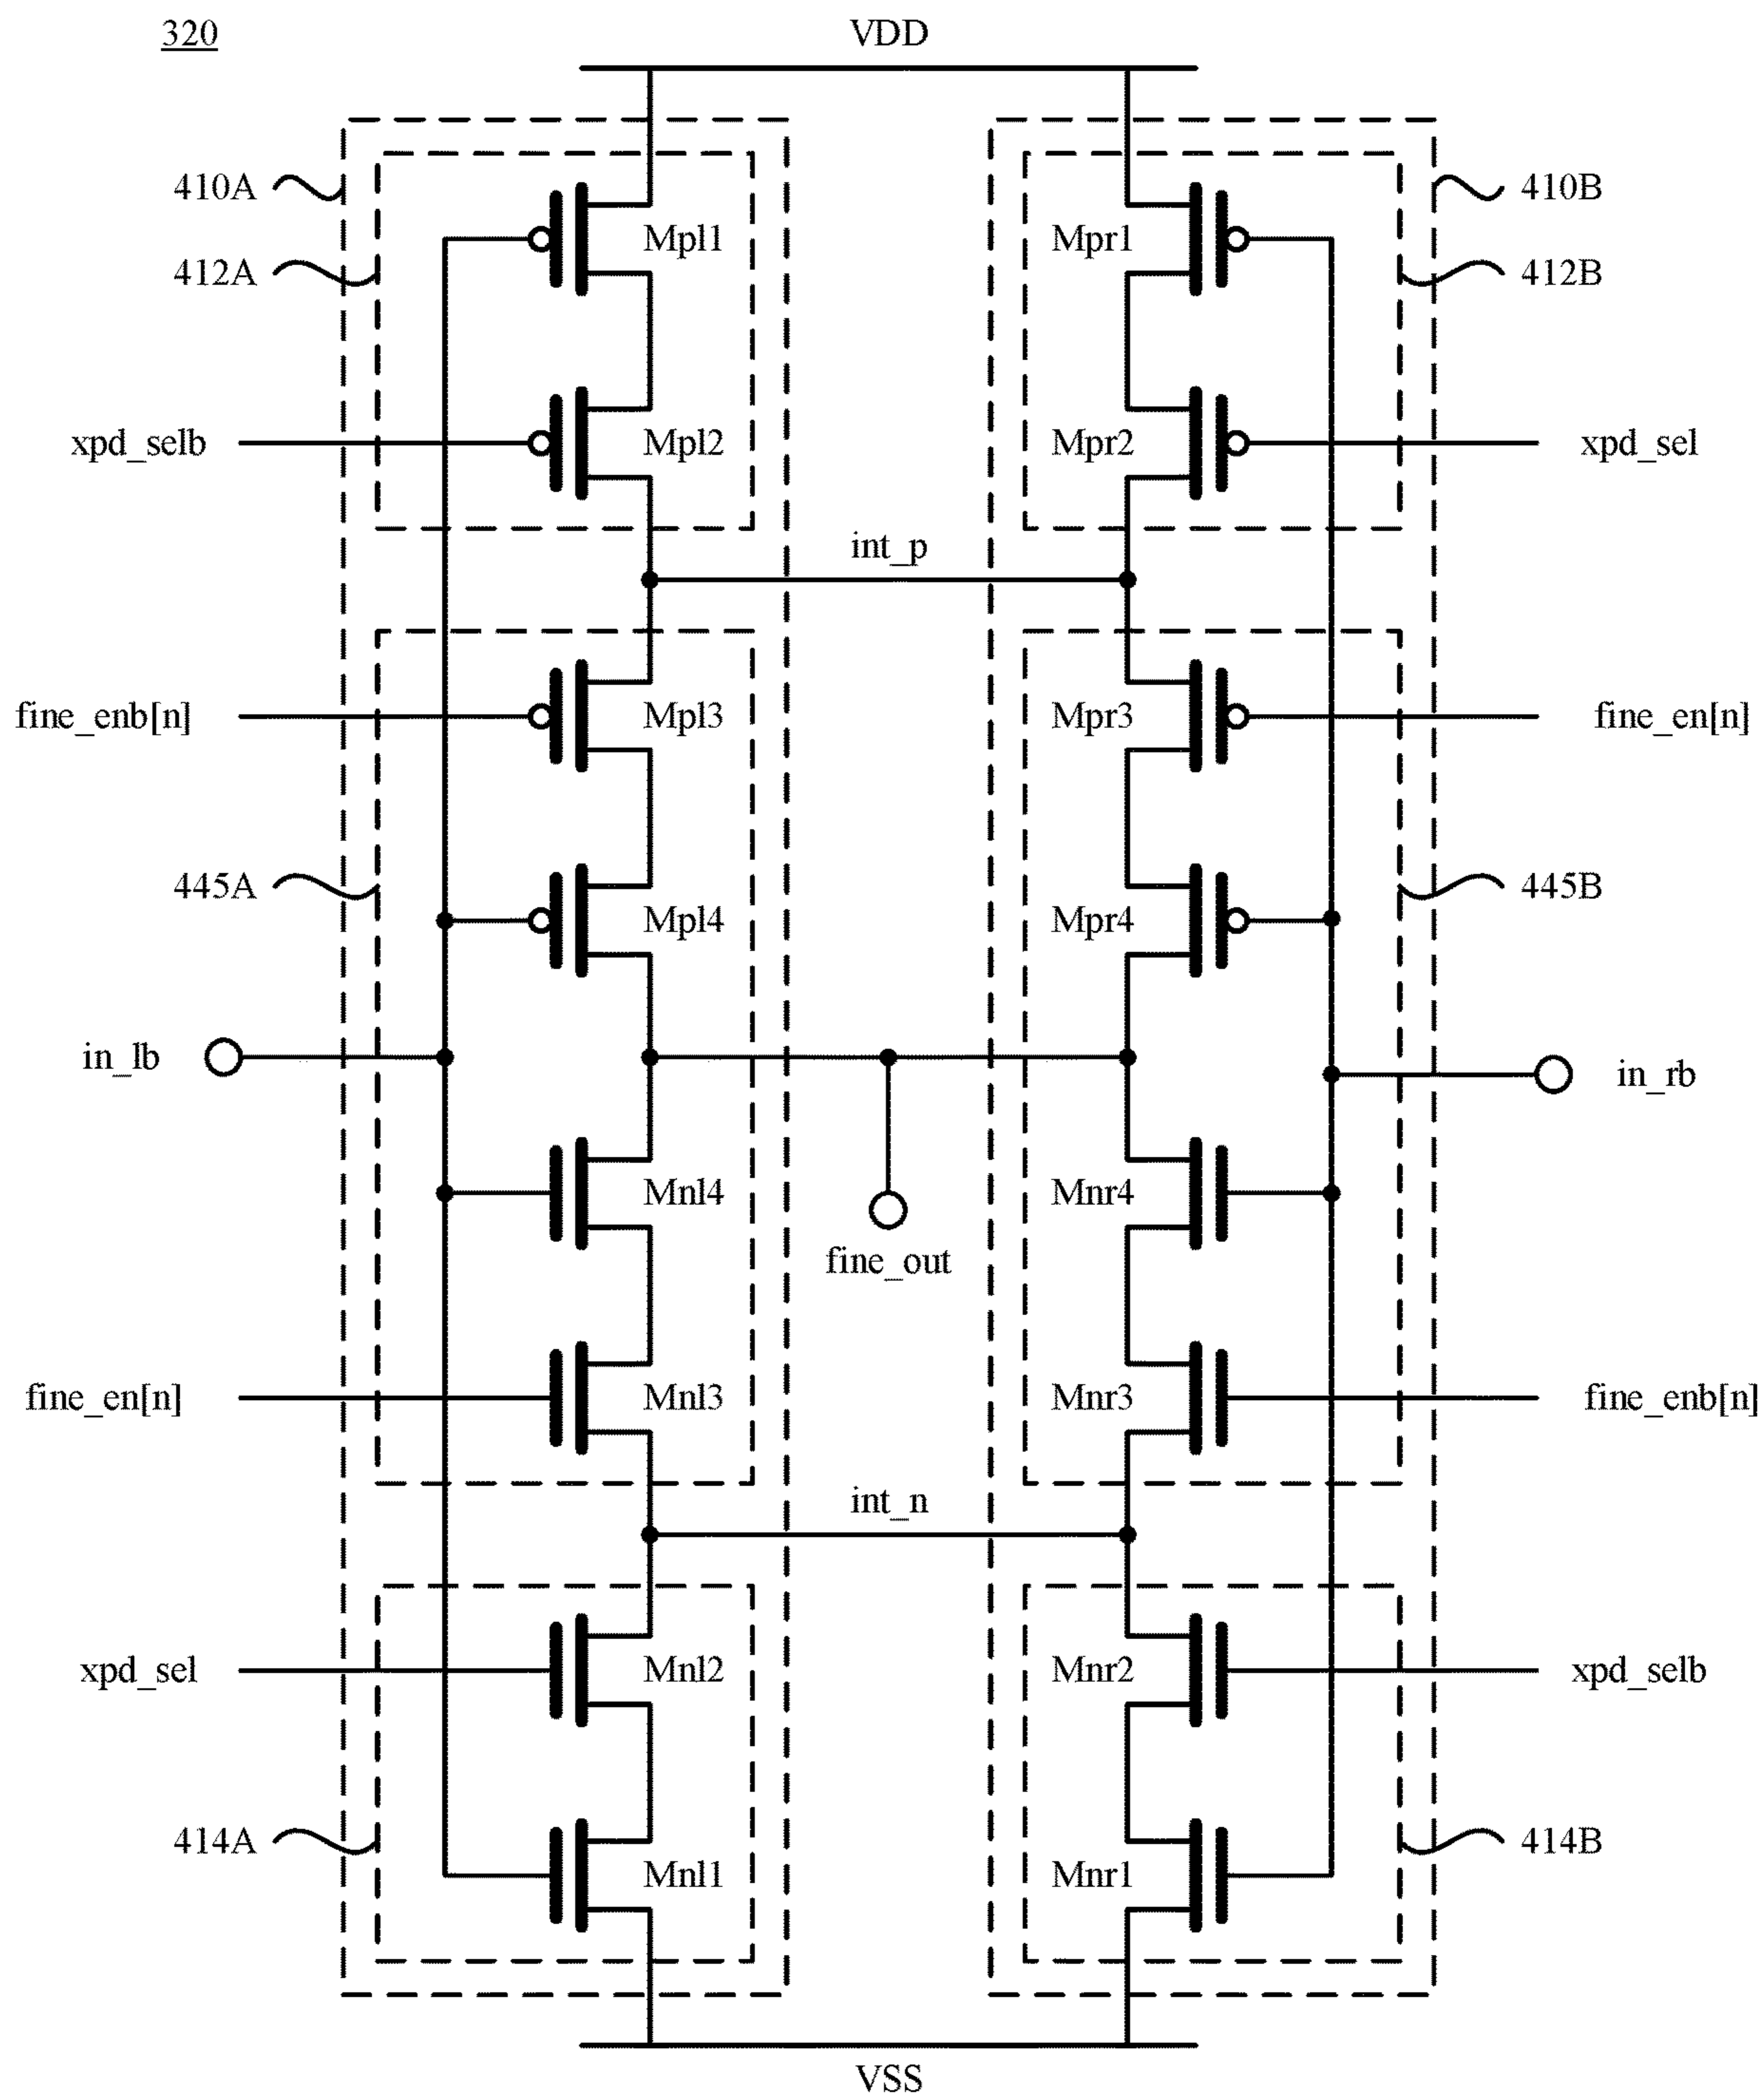 320
VDD
410A
410B
Mpl1
Mpr1
412A
412B
xpd_selb
Mpl2
Mpr2
xpd_sel
int_p
fine_enb[n]
Mpl3
Mpr3
fine_en[n]
445A
445B
Mpl4
Mpr4
in_lb
in_rb
Mnl4
Mnr4
fine_out
fine_en[n]
Mnl3
Mnr3
fine_enb[n]
int_n
xpd_sel
Mnl2
Mnr2
xpd_selb
414A
414B
Mnl1
Mnr1
VSS